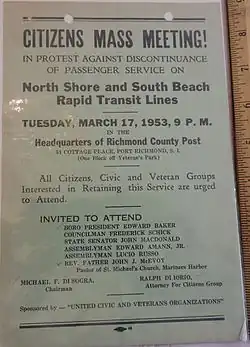 CITIZENS MASS MEETING!
IN PROTEST AGAINST DISCONTINUANCE
OF PASSENGER SERVICE ON
North Shore and South Beach
Rapid Transit Lines
TUESDAY, MARCH 17, 1953, 9 P. M.
IN THE
Headquarters of Richmond County Post
COTTAGE PLACE, PORT RICHMOND, S. I.
(One Block off Veteran's Park)
All Citizens, Civic and Veteran Groups
Interested in Retaining this Service are urged
to Attend.
INVITED TO ATTEND
BORO PRESIDENT EDWARD BAKER
COUNCILMAN FREDERICK SCHICK
STATE SENATOR JOHN MACDONALD
ASSEMBLYMAN EDWARD AMANN, JR.
ASSEMBLYMAN LUCIO RUSSO
REV. FATHER JOHN J. McEVOY
Pastor of St. Michael's Church, Mariners Harbor
MICHAEL F. DI SOGRA,
Chairman
RALPH DI IORIO,
Attorney For Citizens Group
Sponsored by — "UNITED CIVIC and VETERANS ORGANIZATIONS"